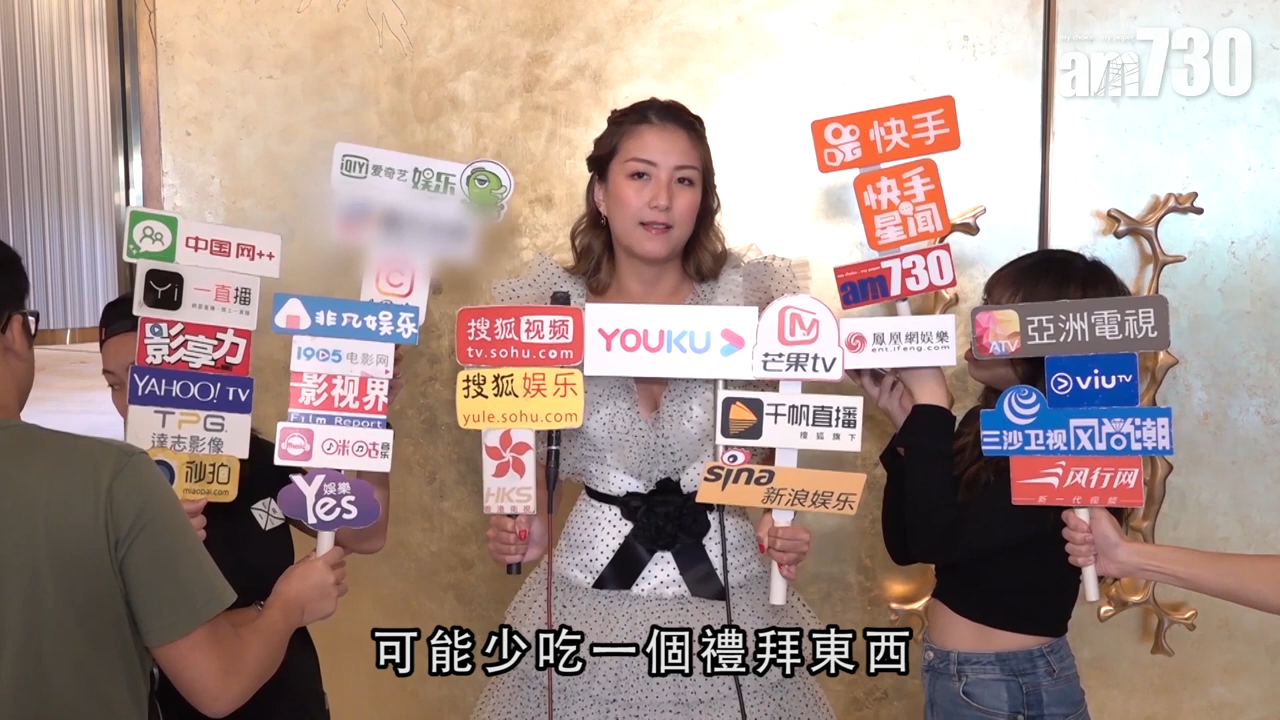 am730
快手
QIY 爱奇艺 娱乐
快手
星闻
中国网++
am730
Yi 一直播
非凡娱乐
亞洲電視
ATV
搜狐视频
tv.sohu.com
YOUKU
芒果tv
鳳凰網娛樂
ent.ifeng.com
影享力
1905电影网
viuTV
YAHOO! TV
影视界
Film Report
搜狐娱乐
yule.sohu.com
千帆直播
搜狐旗下
三沙卫视风尚潮
TPG
達志影像
咪咕音乐
HKS
香港衛視
sina 新浪娱乐
风行网
新一代视频
秒拍
miaopai.com
娛樂
Yes
可能少吃一個禮拜東西